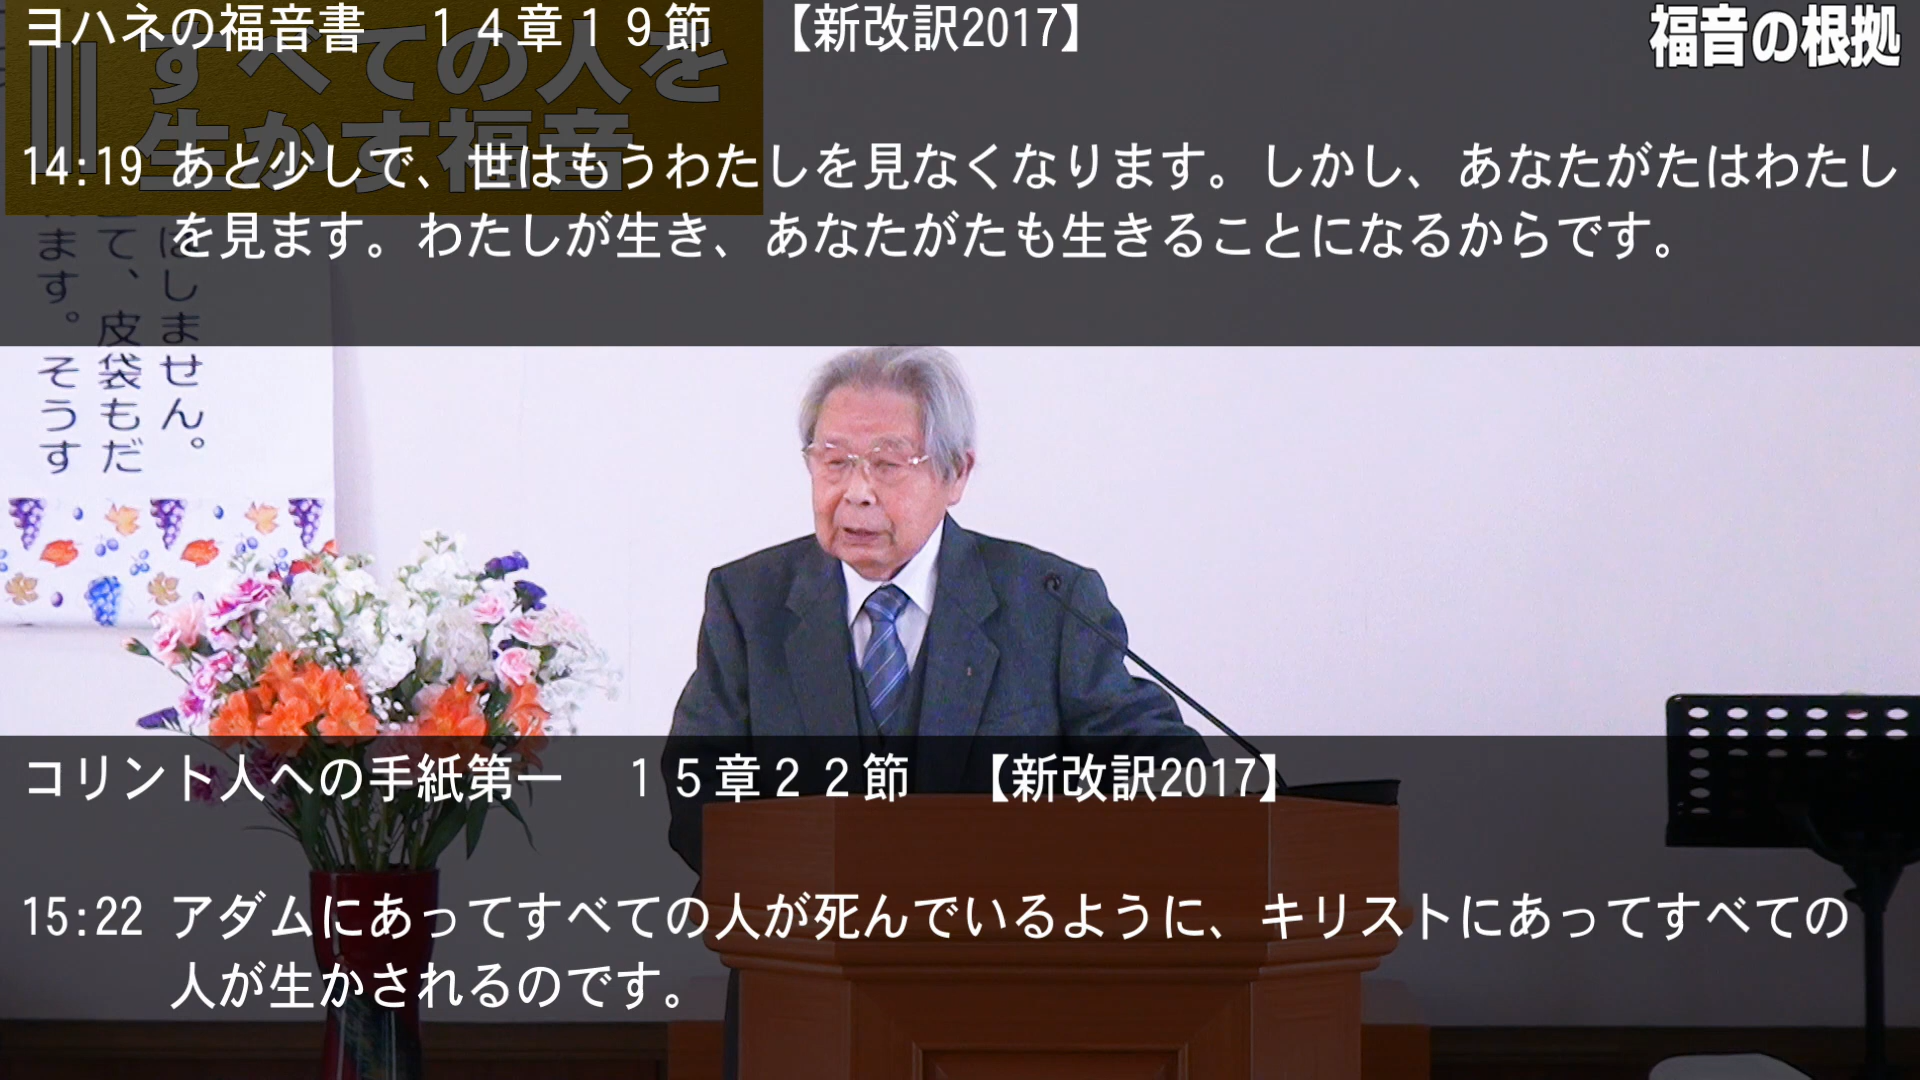 ヨハネの福音書　１４章１９節　【新改訳2017】
福音の根拠
すべての人を
生かす福音
14:19 あと少しで、世はもうわたしを見なくなります。しかし、あなたがたはわたし
を見ます。わたしが生き、あなたがたも生きることになるからです。
はしません。
て、皮袋もだ
ます。そうす
コリント人への手紙第一　１５章２２節　【新改訳2017】
15:22 アダムにあってすべての人が死んでいるように、キリストにあってすべての
人が生かされるのです。